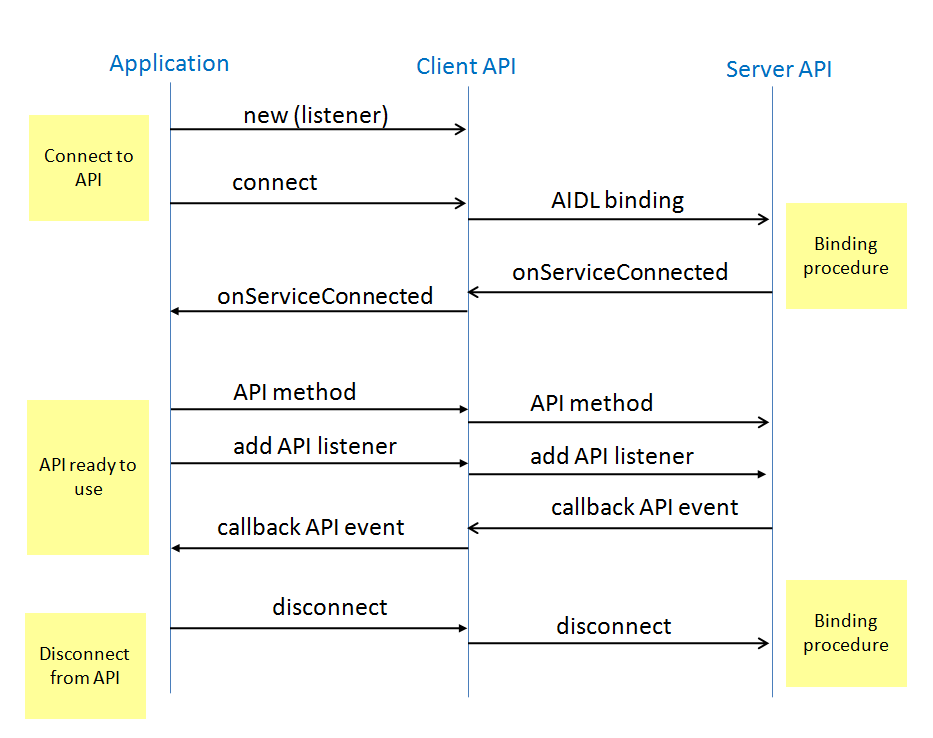 Application
Client API
Server API
new (listener)
Connect to
API
connect
AIDL binding
Binding
procedure
onServiceConnected
onServiceConnected
API method
API method
add API listener
add API listener
API ready to
use
callback API event
callback API event
disconnect
disconnect
Binding
procedure
Disconnect
from API